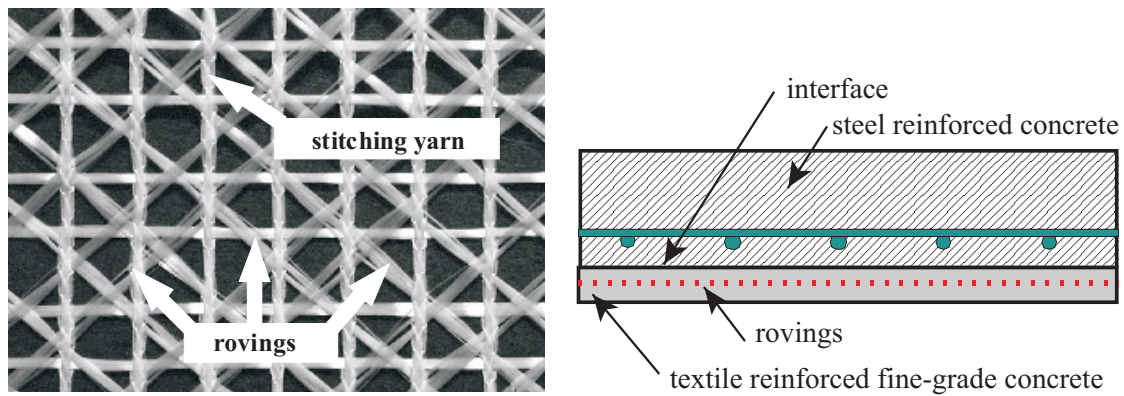 stitching yarn
rovings
interface
steel reinforced concrete
rovings
textile reinforced fine-grade concrete